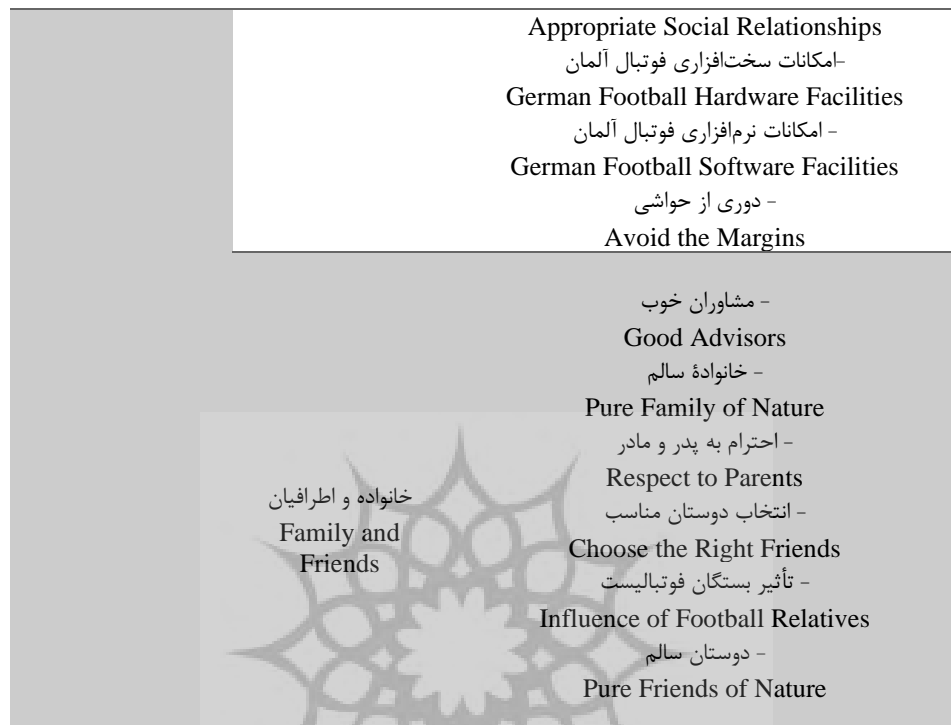 Appropriate Social Relationships
-امکانات سخت‌افزاری فوتبال آلمان
German Football Hardware Facilities
- امکانات نرم‌افزاری فوتبال آلمان
German Football Software Facilities
- دوری از حواشی
Avoid the Margins
- مشاوران خوب
Good Advisors
- خانوادۀ سالم
Pure Family of Nature
- احترام به پدر و مادر
Respect to Parents
- انتخاب دوستان مناسب
Choose the Right Friends
- تأثیر بستگان فوتبالیست
Influence of Football Relatives
- دوستان سالم
Pure Friends of Nature
خانواده و اطرافیان
Family and
Friends